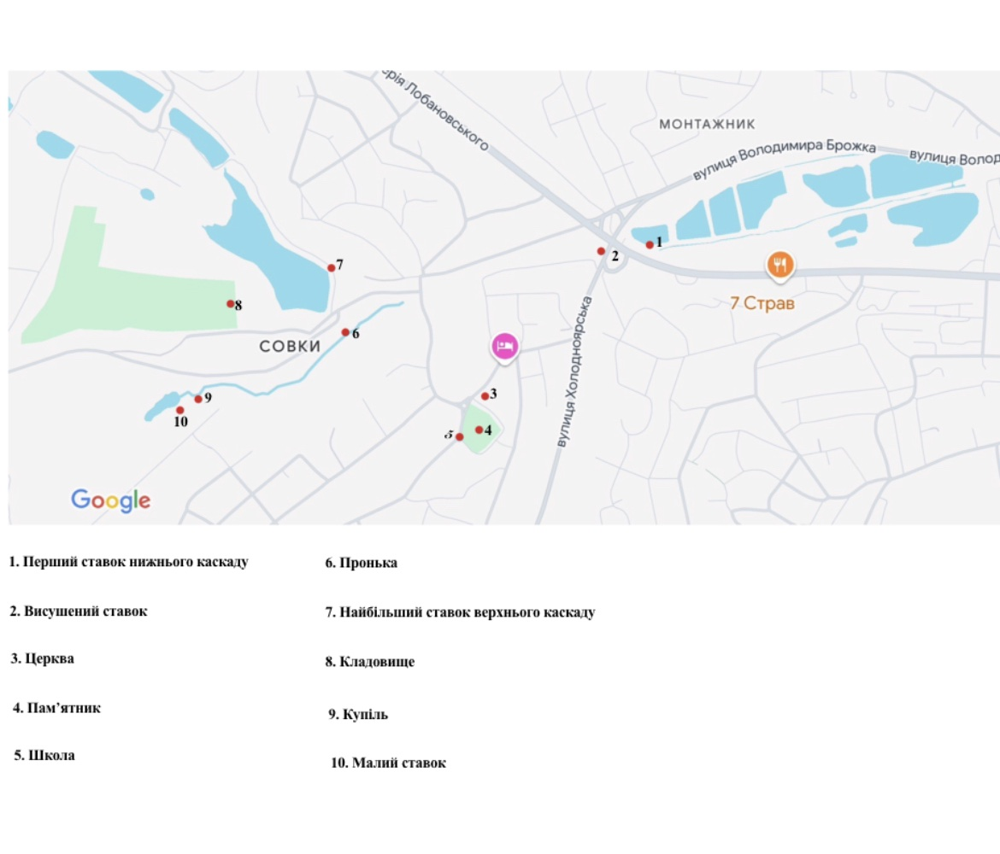 ерія Лобановського
МОНТАЖНИК
вулиця Володимира Брожка
вулиця Волод
1
2
7
7 Страв
8
6
СОВКИ
вулиця Холодноярська
3
9
10
4
5
Google
1. Перший ставок нижнього каскаду
2. Висушений ставок
3. Церква
4. Пам’ятник
5. Школа
6. Пронька
7. Найбільший ставок верхнього каскаду
8. Кладовище
9. Купіль
10. Малий ставок